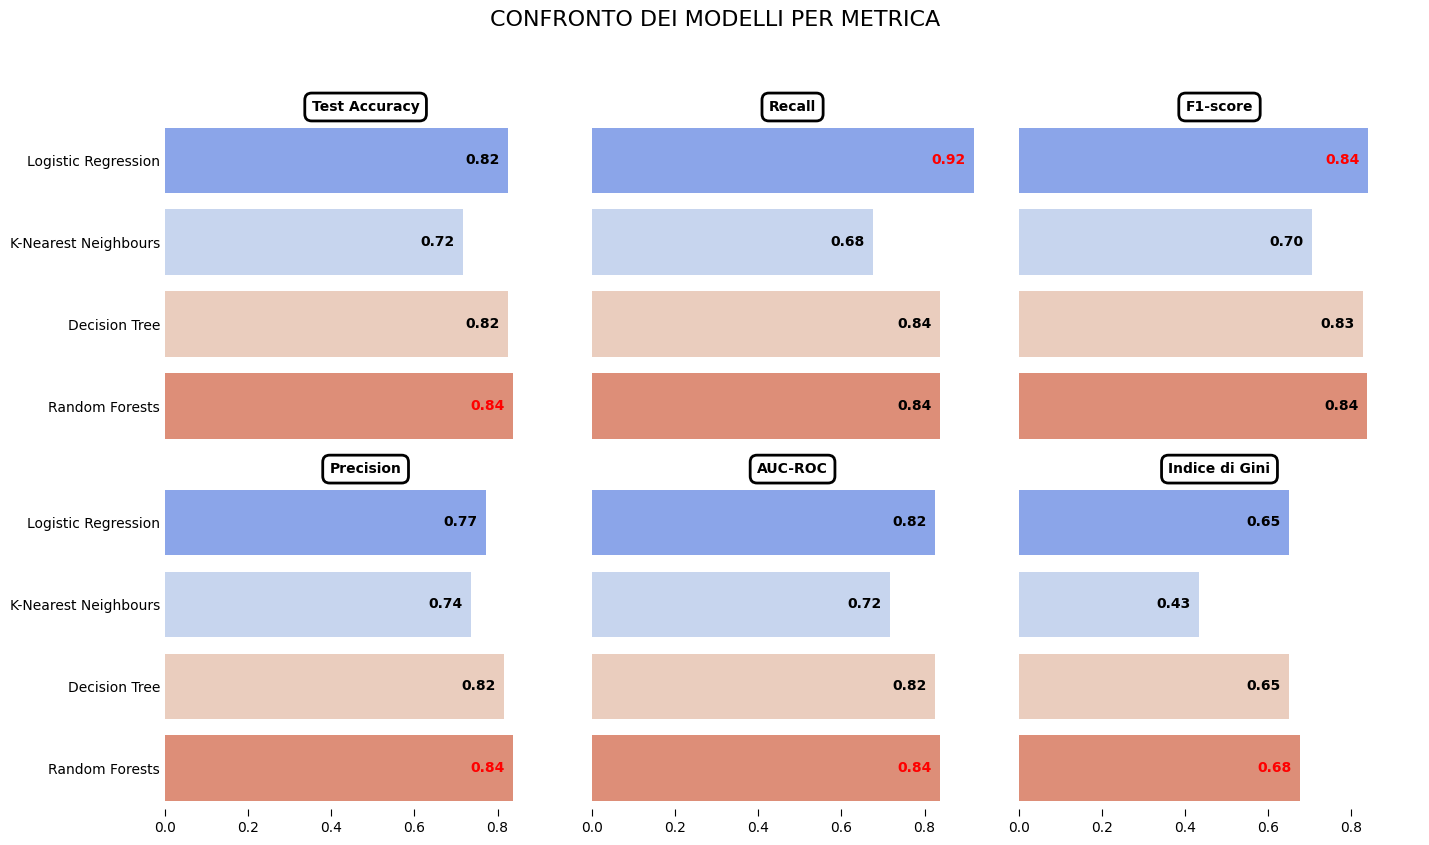 CONFRONTO DEI MODELLI PER METRICA
Test Accuracy
Recall
F1-score
Logistic Regression
0.82
0.92
0.84
K-Nearest Neighbours
0.72
0.68
0.70
Decision Tree
0.82
0.84
0.83
Random Forests
0.84
0.84
0.84
Precision
AUC-ROC
Indice di Gini
Logistic Regression
0.77
0.82
0.65
K-Nearest Neighbours
0.74
0.72
0.43
Decision Tree
0.82
0.82
0.65
Random Forests
0.84
0.84
0.68
0.0 0.2 0.4 0.6 0.8
0.0 0.2 0.4 0.6 0.8
0.0 0.2 0.4 0.6 0.8